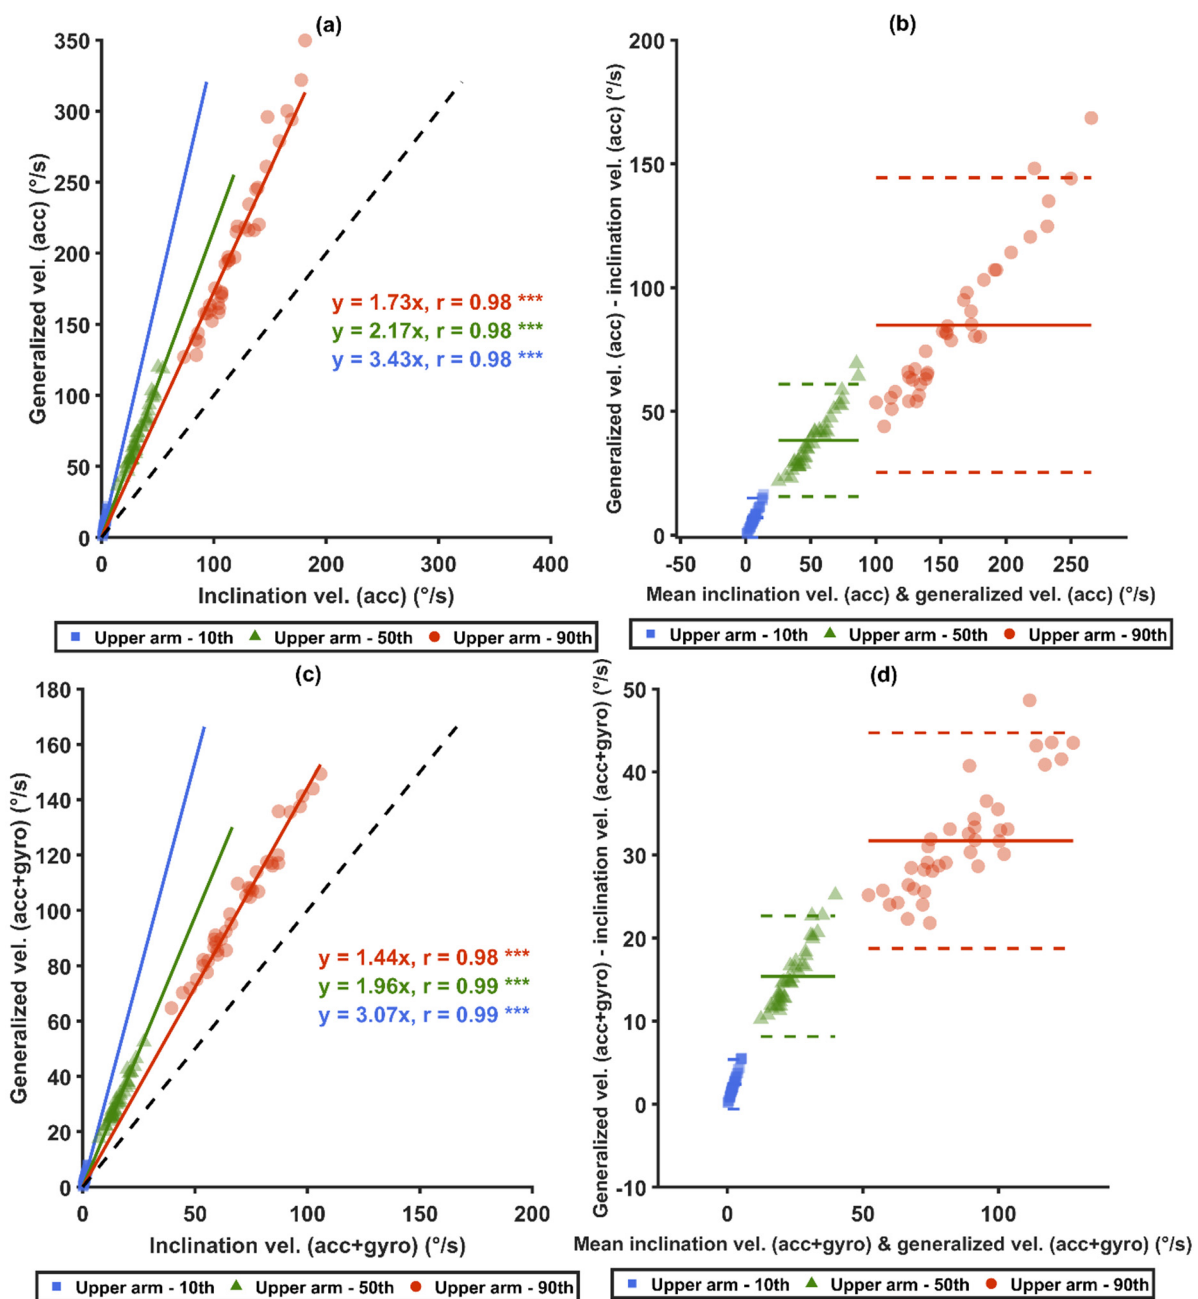 (a)
350
300
250
200
150
100
50
0
Generalized vel. (acc) (°/s)
y = 1.73x, r = 0.98 ***
y = 2.17x, r = 0.98 ***
y = 3.43x, r = 0.98 ***
0 100 200 300 400
Inclination vel. (acc) (°/s)
Upper arm - 10th Upper arm - 50th Upper arm - 90th
(b)
200
150
100
50
0
Generalized vel. (acc) - inclination vel. (acc) (°/s)
-50 0 50 100 150 200 250
Mean inclination vel. (acc) & generalized vel. (acc) (°/s)
Upper arm - 10th Upper arm - 50th Upper arm - 90th
(c)
180
160
140
120
100
80
60
40
20
0
Generalized vel. (acc+gyro) (°/s)
y = 1.44x, r = 0.98 ***
y = 1.96x, r = 0.99 ***
y = 3.07x, r = 0.99 ***
0 50 100 150 200
Inclination vel. (acc+gyro) (°/s)
Upper arm - 10th Upper arm - 50th Upper arm - 90th
(d)
50
40
30
20
10
0
-10
Generalized vel. (acc+gyro) - inclination vel. (acc+gyro) (°/s)
0 50 100
Mean inclination vel. (acc+gyro) & generalized vel. (acc+gyro) (°/s)
Upper arm - 10th Upper arm - 50th Upper arm - 90th